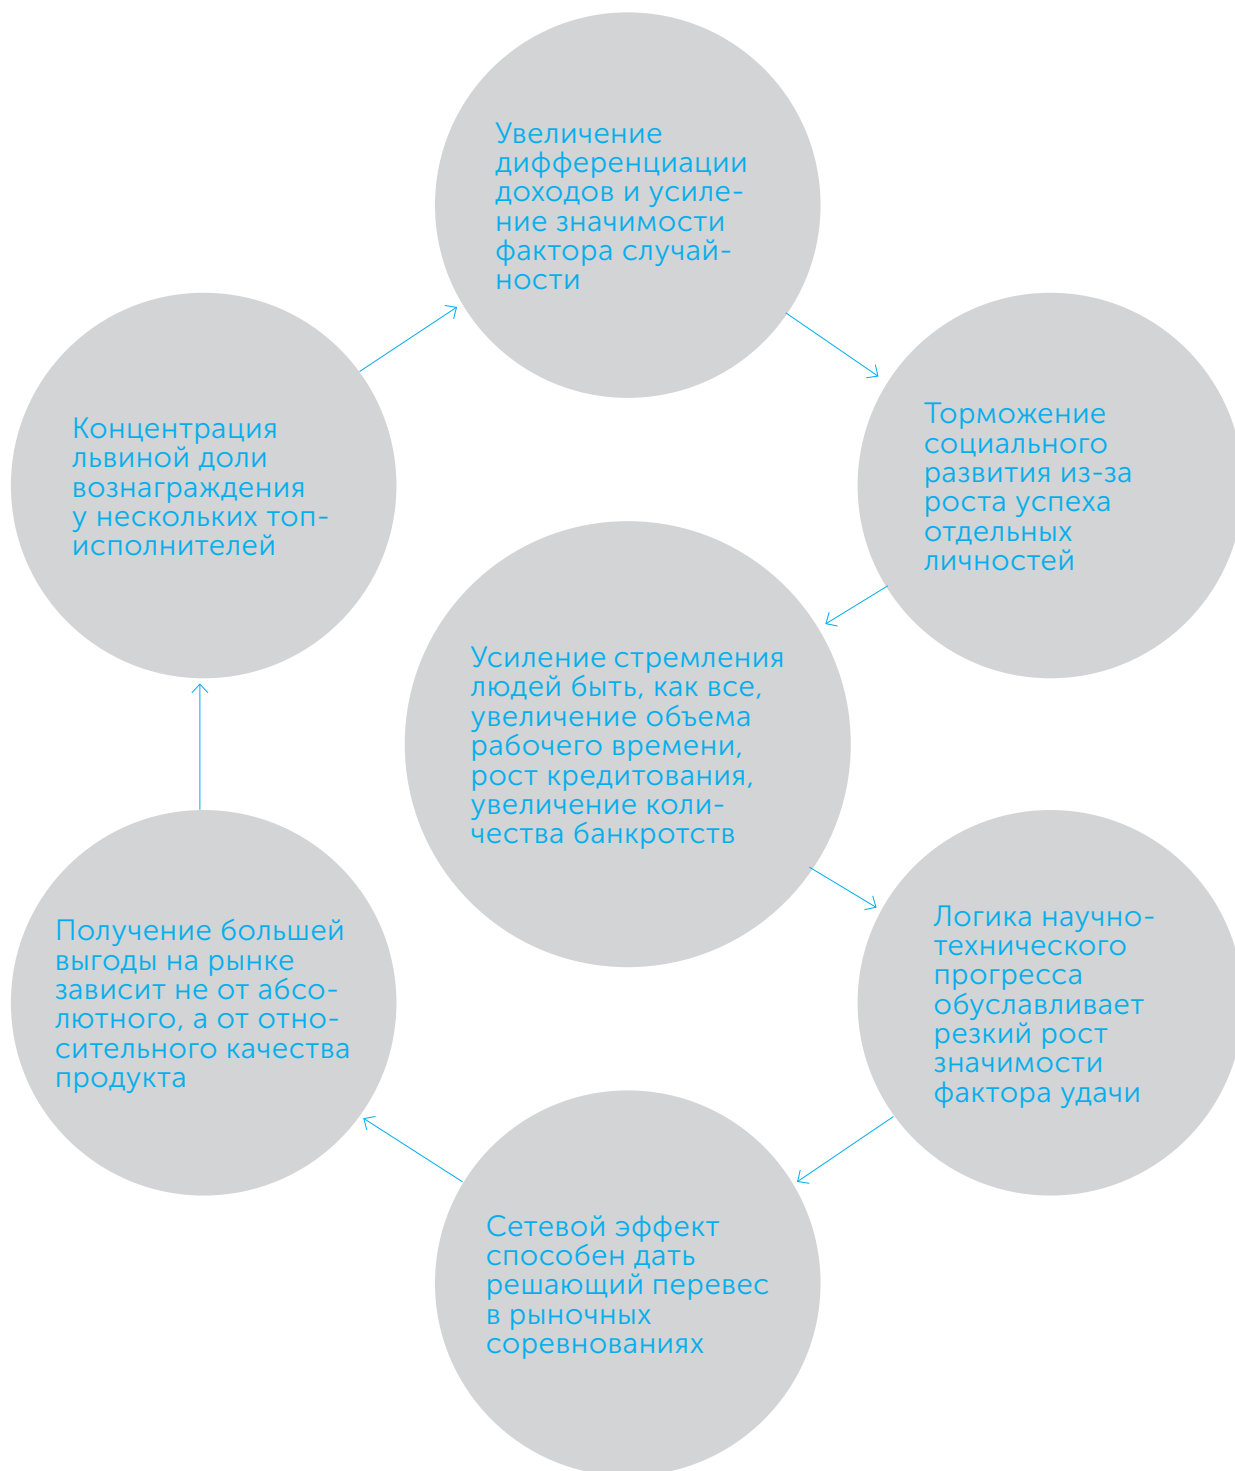 Увеличение
дифференциации
доходов и усиле-
ние значимости
фактора случай-
ности
Торможение
социального
развития из-за
роста успеха
отдельных
личностей
Концентрация
львиной доли
вознаграждения
у нескольких топ-
исполнителей
Усиление стремления
людей быть, как все,
увеличение объема
рабочего времени,
рост кредитования,
увеличение коли-
чества банкротств
Логика научно-
технического
прогресса
обуславливает
резкий рост
значимости
фактора удачи
Получение большей
выгоды на рынке
зависит не от абсо-
лютного, а от отно-
сительного качества
продукта
Сетевой эффект
способен дать
решающий перевес
в рыночных
соревнованиях